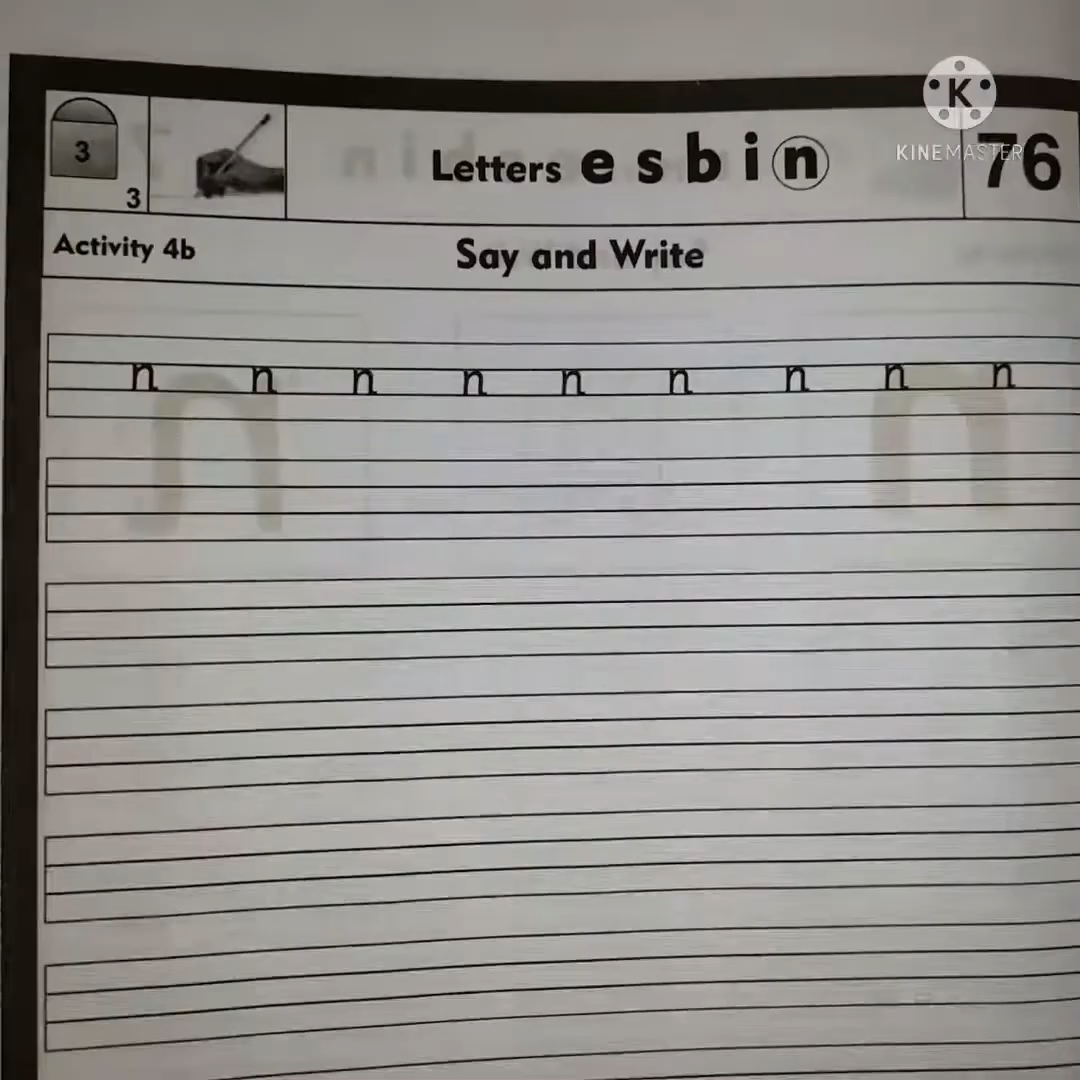 3
3
Letters e s b i n
76
K
KINEMASTER
Activity 4b
Say and Write
n n n n n n n n n